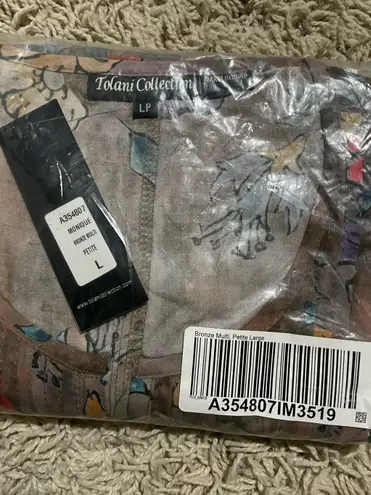 Tolani Collection
LP
A354807
MONIQUE
BRONZE MULTI
PETITE
L
www.tolanicollection.com
Bronze Multi, Petite Large
A354807IM3519